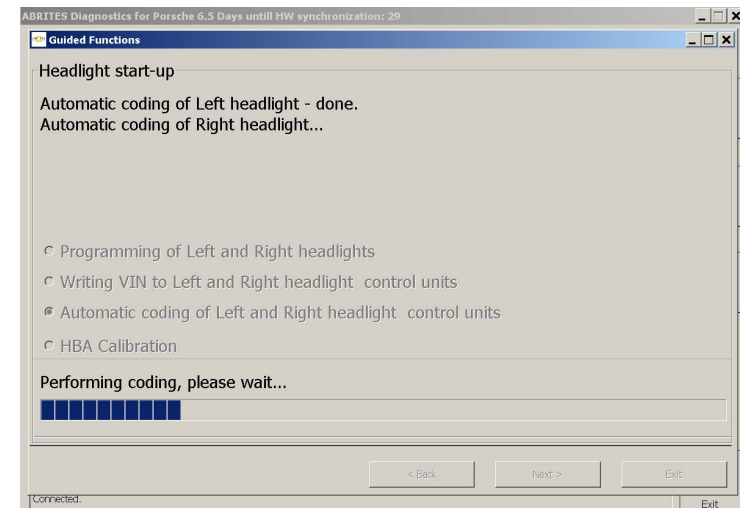 ABRITES Diagnostics for Porsche 6.5 Days untill HW synchronization: 29
Guided Functions
Headlight start-up
Automatic coding of Left headlight - done.
Automatic coding of Right headlight...
Programming of Left and Right headlights
Writing VIN to Left and Right headlight control units
Automatic coding of Left and Right headlight control units
HBA Calibration
Performing coding, please wait...
< Back
Next >
Exit
Connected.
Exit